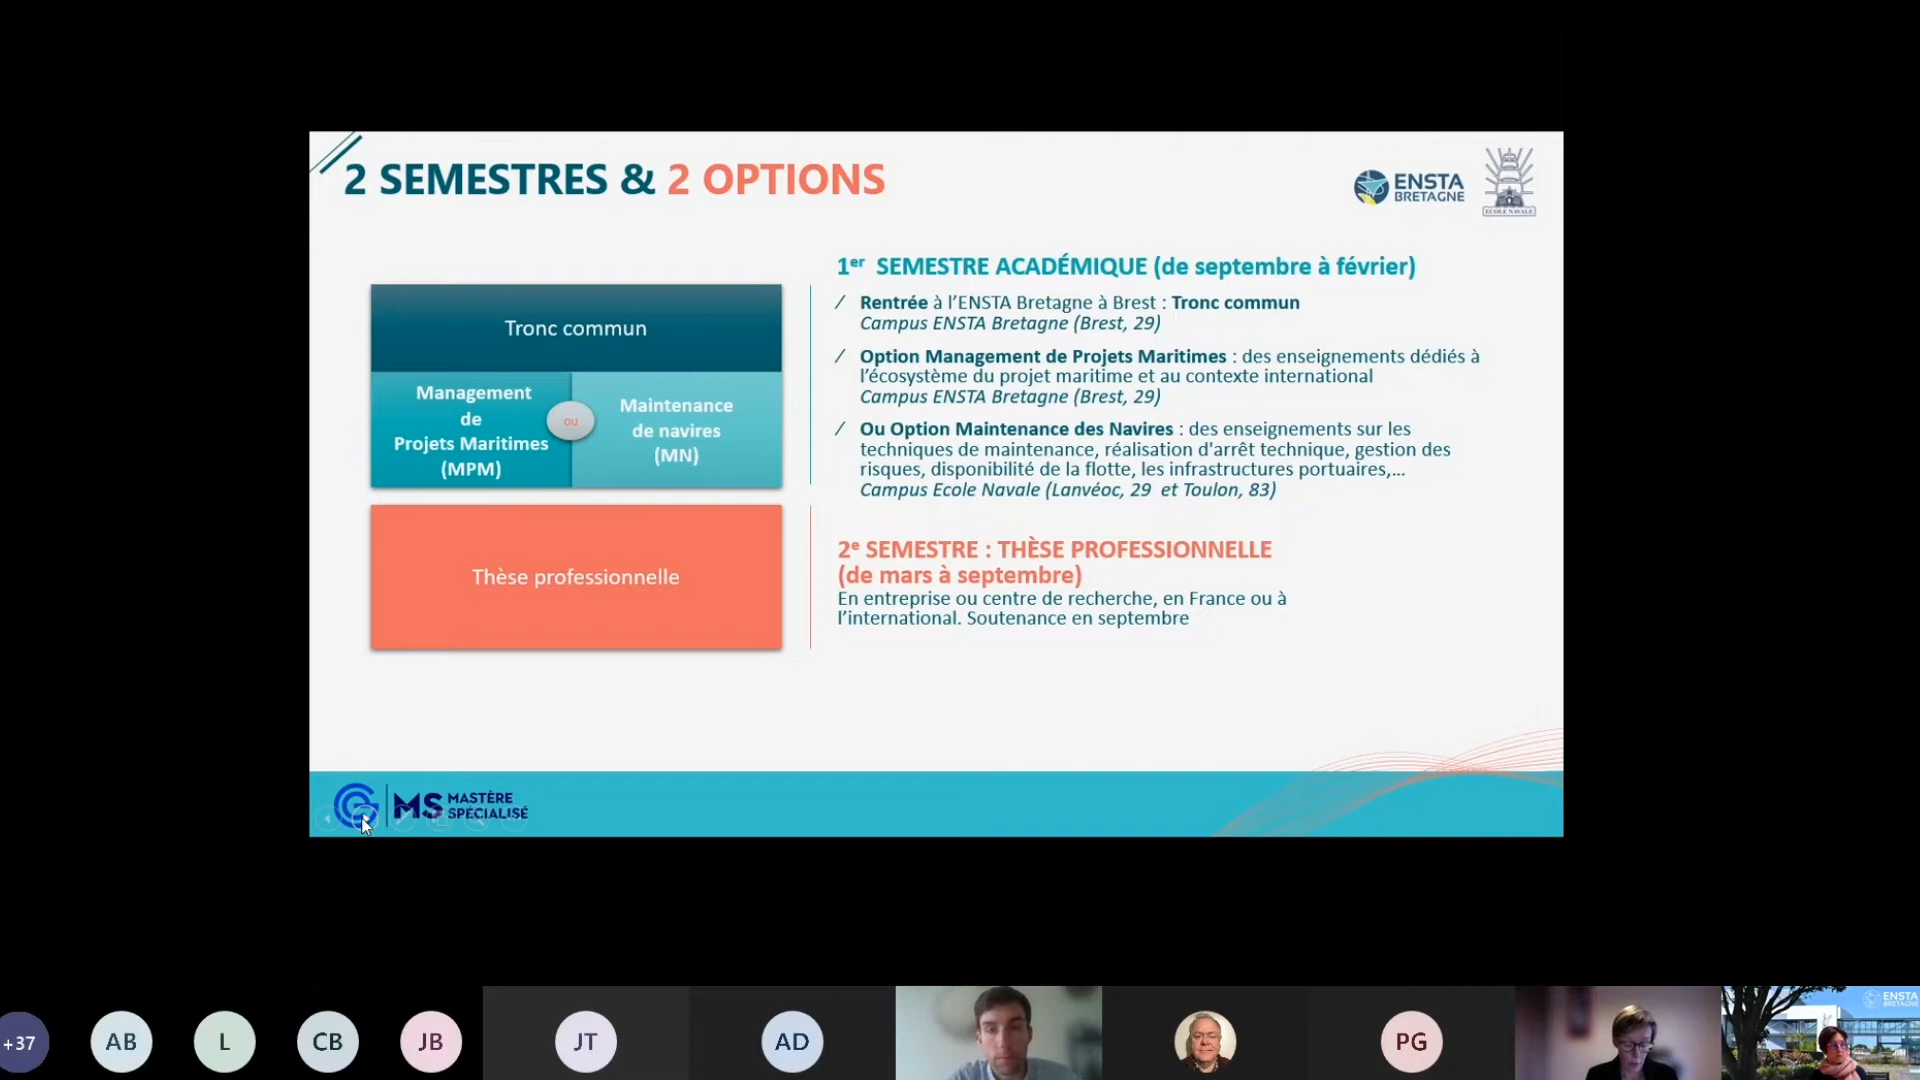 2 SEMESTRES & 2 OPTIONS
ENSTA
BRETAGNE
ECOLE NAVALE
Tronc commun
Management
de
Projets Maritimes
(MPM)
ou
Maintenance
de navires
(MN)
Thèse professionnelle
1er SEMESTRE ACADÉMIQUE (de septembre à février)
/ Rentrée à l’ENSTA Bretagne à Brest : Tronc commun
Campus ENSTA Bretagne (Brest, 29)
/ Option Management de Projets Maritimes : des enseignements dédiés à
l’écosystème du projet maritime et au contexte international
Campus ENSTA Bretagne (Brest, 29)
/ Ou Option Maintenance des Navires : des enseignements sur les
techniques de maintenance, réalisation d'arrêt technique, gestion des
risques, disponibilité de la flotte, les infrastructures portuaires,...
Campus Ecole Navale (Lanvéoc, 29 et Toulon, 83)
2e SEMESTRE : THÈSE PROFESSIONNELLE
(de mars à septembre)
En entreprise ou centre de recherche, en France ou à
l’international. Soutenance en septembre
MS MASTÈRE
SPÉCIALISÉ
+37
AB
L
CB
JB
JT
AD
PG
ENSTA
BRETAGNE